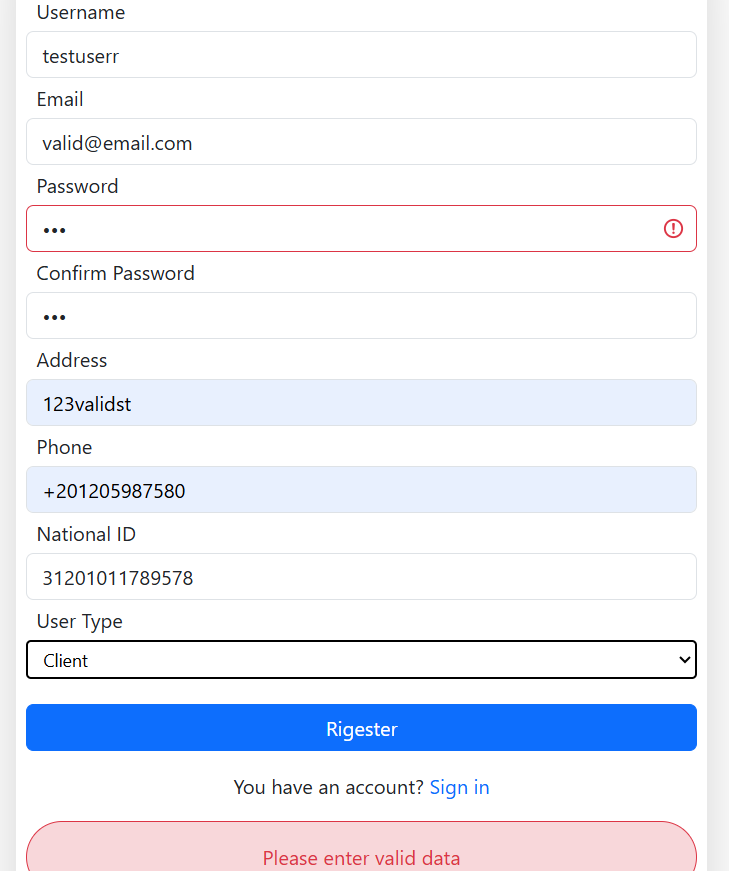 Username
testuserr
Email
valid@email.com
Password
•••
Confirm Password
•••
Address
123validst
Phone
+201205987580
National ID
31201011789578
User Type
Client
Rigester
You have an account? Sign in
Please enter valid data